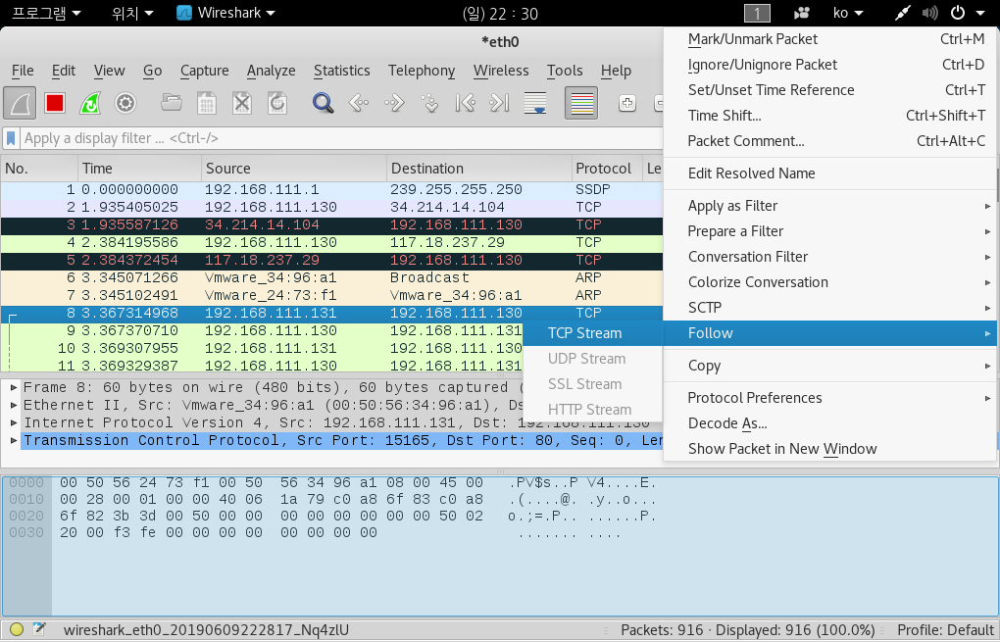 프로그램 위치 Wireshark (일) 22 : 30 1 ko
*eth0
File Edit View Go Capture Analyze Statistics Telephony Wireless Tools Help
Apply a display filter ... <Ctrl-/>
No. Time Source Destination Protocol Le
1 0.000000000 192.168.111.1 239.255.255.250 SSDP
2 1.935405025 192.168.111.130 34.214.14.104 TCP
3 1.935587126 34.214.14.104 192.168.111.130 TCP
4 2.384195586 192.168.111.130 117.18.237.29 TCP
5 2.384372454 117.18.237.29 192.168.111.130 TCP
6 3.345071266 Vmware_34:96:a1 Broadcast ARP
7 3.345102491 Vmware_24:73:f1 Vmware_34:96:a1 ARP
8 3.367314968 192.168.111.131 192.168.111.130 TCP
9 3.367370710 192.168.111.130 192.168.111.131
10 3.369307955 192.168.111.131 192.168.111.130
11 3.369329387 192.168.111.130 192.168.111.131
Mark/Unmark Packet Ctrl+M
Ignore/Unignore Packet Ctrl+D
Set/Unset Time Reference Ctrl+T
Time Shift... Ctrl+Shift+T
Packet Comment... Ctrl+Alt+C
Edit Resolved Name
Apply as Filter
Prepare a Filter
Conversation Filter
Colorize Conversation
SCTP
Follow
Copy
Protocol Preferences
Decode As...
Show Packet in New Window
TCP Stream
UDP Stream
SSL Stream
HTTP Stream
Frame 8: 60 bytes on wire (480 bits), 60 bytes captured (
Ethernet II, Src: Vmware_34:96:a1 (00:50:56:34:96:a1), Ds
Internet Protocol Version 4, Src: 192.168.111.131, Dst: 192.168.111.130
Transmission Control Protocol, Src Port: 15165, Dst Port: 80, Seq: 0, Ler
0000 00 50 56 24 73 f1 00 50 56 34 96 a1 08 00 45 00 .PV$s..P V4....E.
0010 00 28 00 01 00 00 40 06 1a 79 c0 a8 6f 83 c0 a8 .(....@. .y..o...
0020 6f 82 3b 3d 00 50 00 00 00 00 00 00 00 00 50 02 o.;=.P.. ......P.
0030 20 00 f3 fe 00 00 00 00 00 00 00 00 ....... ....
wireshark_eth0_20190609222817_Nq4zlU Packets: 916 · Displayed: 916 (100.0%) Profile: Default